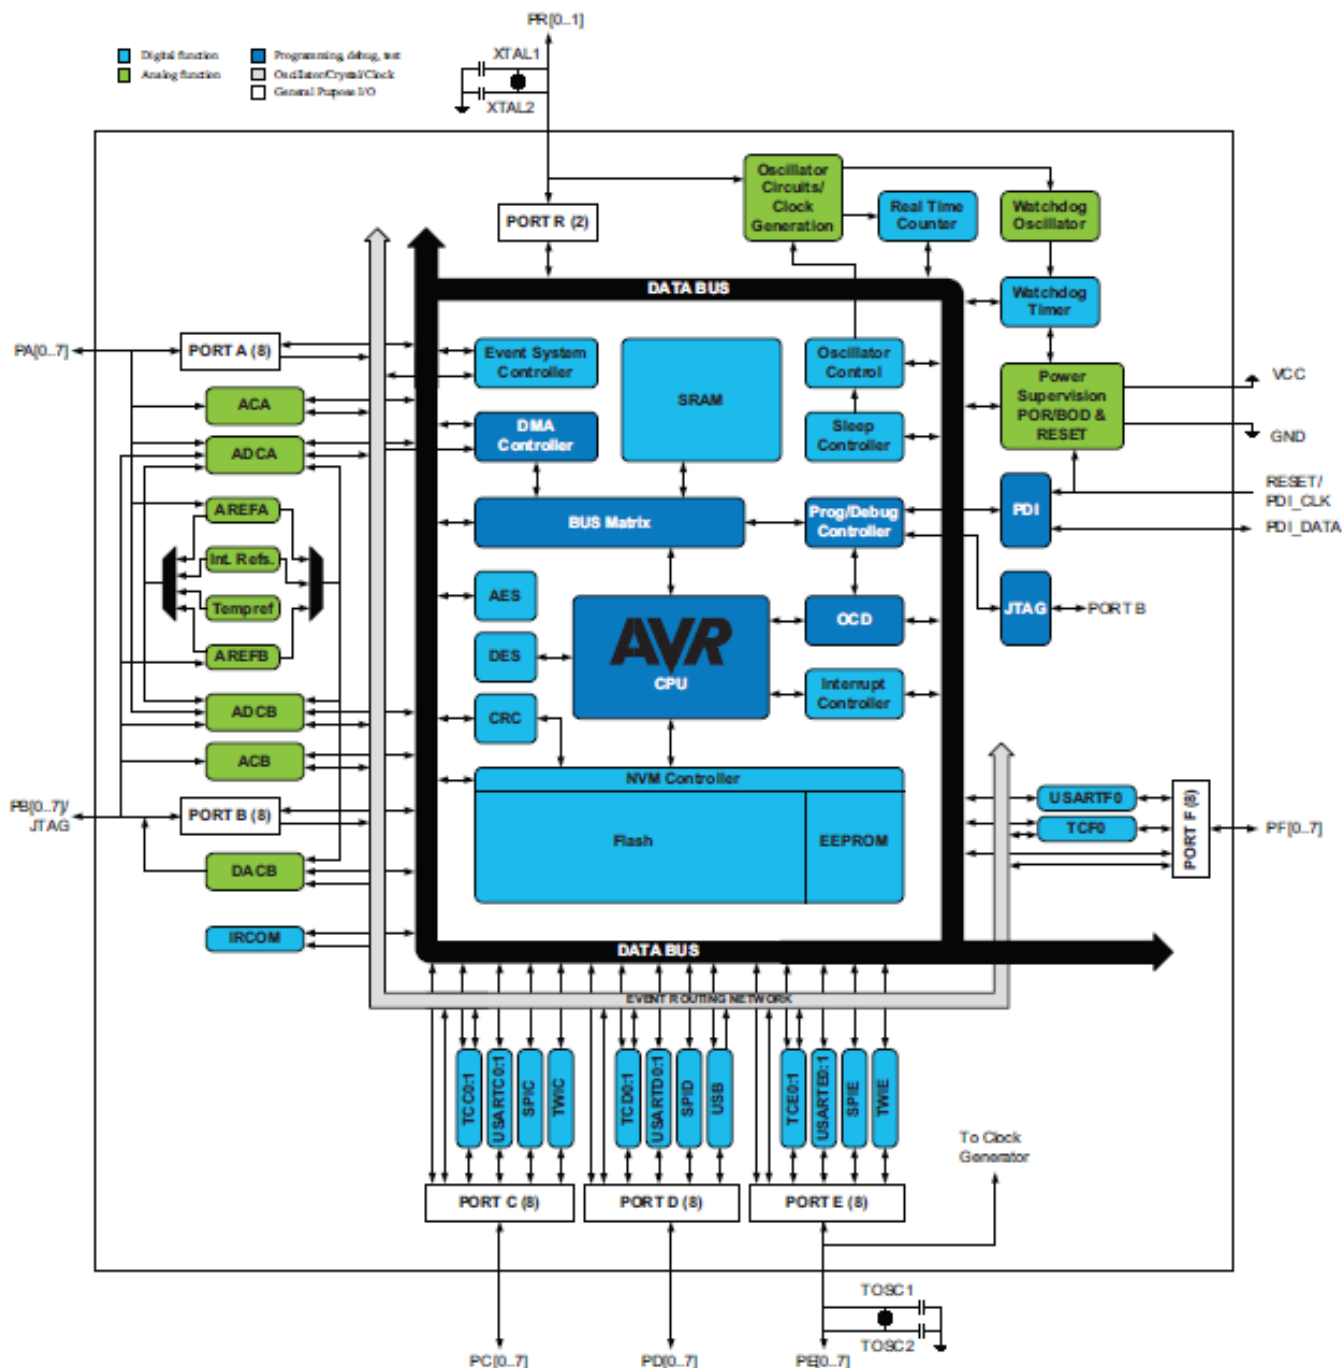 PR[0..1]
Digital function
Analog function
Programming, debug, test
Oscillator/Crystal/Clock
General Purpose I/O
XTAL1
XTAL2
PORT R (2)
Oscillator
Circuits/
Clock
Generation
Real Time
Counter
Watchdog
Oscillator
DATA BUS
Watchdog
Timer
PA[0..7]
PORT A (8)
Event System
Controller
SRAM
Oscillator
Control
Power
Supervision
POR/BOD &
RESET
VCC
GND
ACA
DMA
Controller
Sleep
Controller
ADCA
RESET/
PDI_CLK
PDI_DATA
AREFA
BUS Matrix
Prog/Debug
Controller
PDI
Int. Refs.
Tempref
AES
AVR
CPU
OCD
JTAG
PORT B
AREFB
DES
Interrupt
Controller
ADCB
CRC
ACB
NVM Controller
Flash
EEPROM
USARTF0
TCF0
PORT F (8)
PF[0..7]
PB[0..7]/
JTAG
PORT B (8)
DACB
IRCOM
DATA BUS
EVENT ROUTING NETWORK
TCC0:1
USARTC0:1
SPIC
TWIC
TCD0:1
USARTD0:1
SPID
USB
TCE0:1
USARTE0:1
SPIE
TWIE
To Clock
Generator
PORT C (8)
PORT D (8)
PORT E (8)
TOSC1
TOSC2
PC[0..7]
PD[0..7]
PE[0..7]